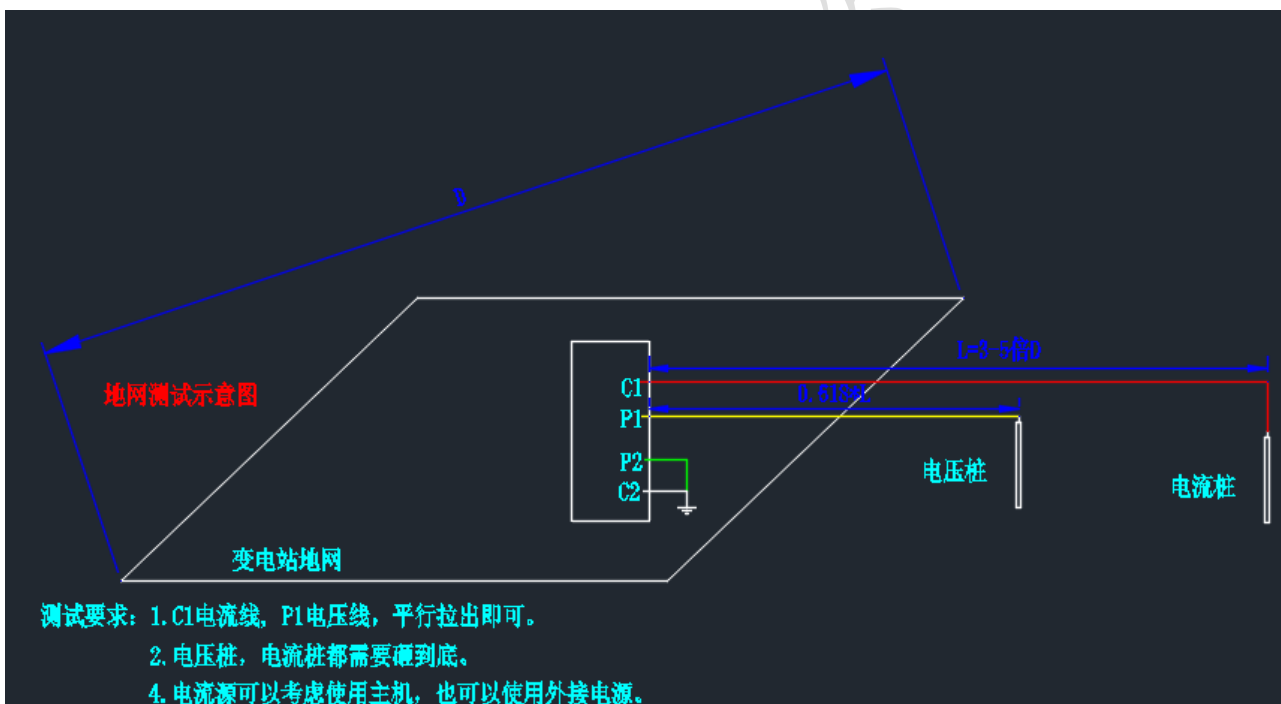 D
L=3-5倍D
地网测试示意图
C1
0.618*L
P1
P2
电压桩
C2
电流桩
变电站地网
测试要求：1.C1电流线，P1电压线，平行拉出即可。
2.电压桩，电流桩都需要砸到底。
4.电流源可以考虑使用主机，也可以使用外接电源。